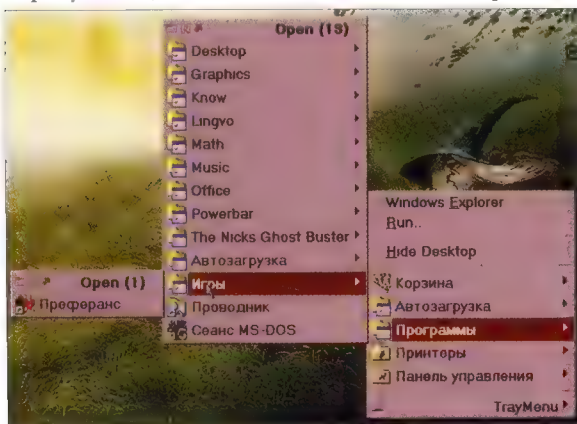 Open (13)
Desktop
Graphics
Know
Lingvo
Math
Music
Office
Powerbar
The Nicks Ghost Buster
Автозагрузка
Игры
Проводник
Сеанс MS-DOS
Open (1)
Преферанс
Windows Explorer
Run..
Hide Desktop
Корзина
Автозагрузка
Программы
Принторы
Панель управления
TrayMenu